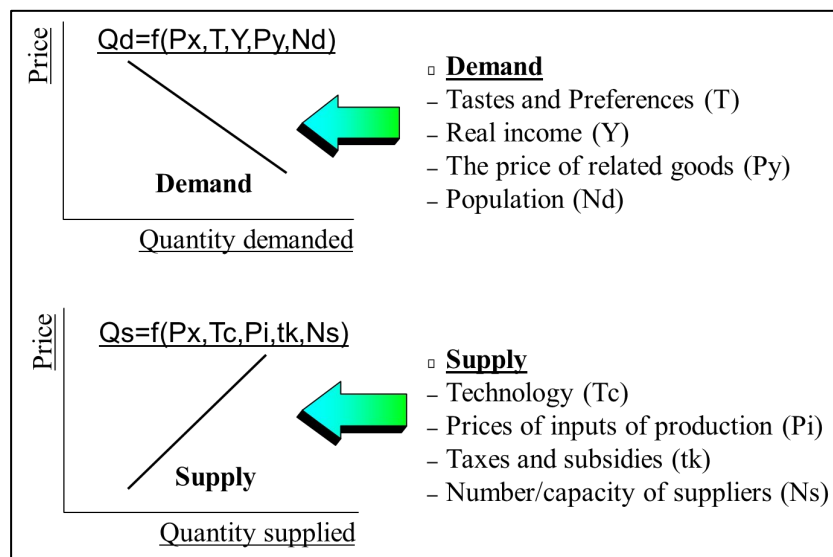 Price
Qd=f(Px,T,Y,Py,Nd)
Demand
Quantity demanded
Demand
– Tastes and Preferences (T)
– Real income (Y)
– The price of related goods (Py)
– Population (Nd)
Price
Qs=f(Px,Tc,Pi,tk,Ns)
Supply
Quantity supplied
Supply
– Technology (Tc)
– Prices of inputs of production (Pi)
– Taxes and subsidies (tk)
– Number/capacity of suppliers (Ns)